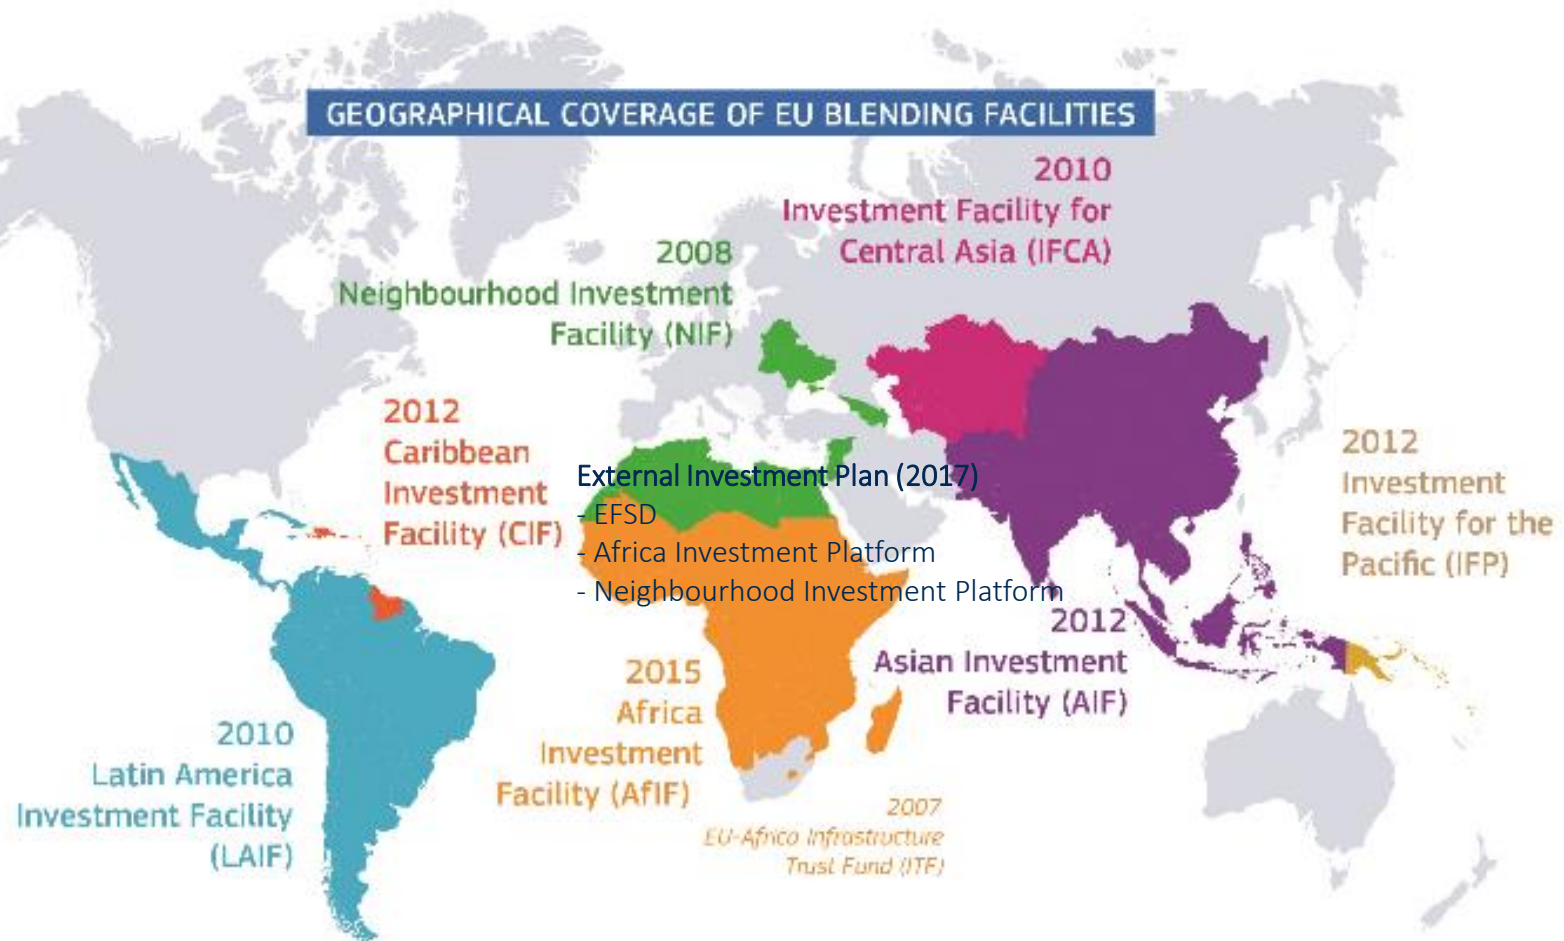 GEOGRAPHICAL COVERAGE OF EU BLENDING FACILITIES
2010
Investment Facility for
Central Asia (IFCA)
2008
Neighbourhood Investment
Facility (NIF)
2012
Caribbean
Investment
Facility (CIF)
External Investment Plan (2017)
- EFSD
- Africa Investment Platform
- Neighbourhood Investment Platform
2012
Investment
Facility for the
Pacific (IFP)
2012
Asian Investment
Facility (AIF)
2015
Africa
Investment
Facility (AfIF)
2010
Latin America
Investment Facility
(LAIF)
2007
EU-Africa Infrastructure
Trust Fund (ITF)